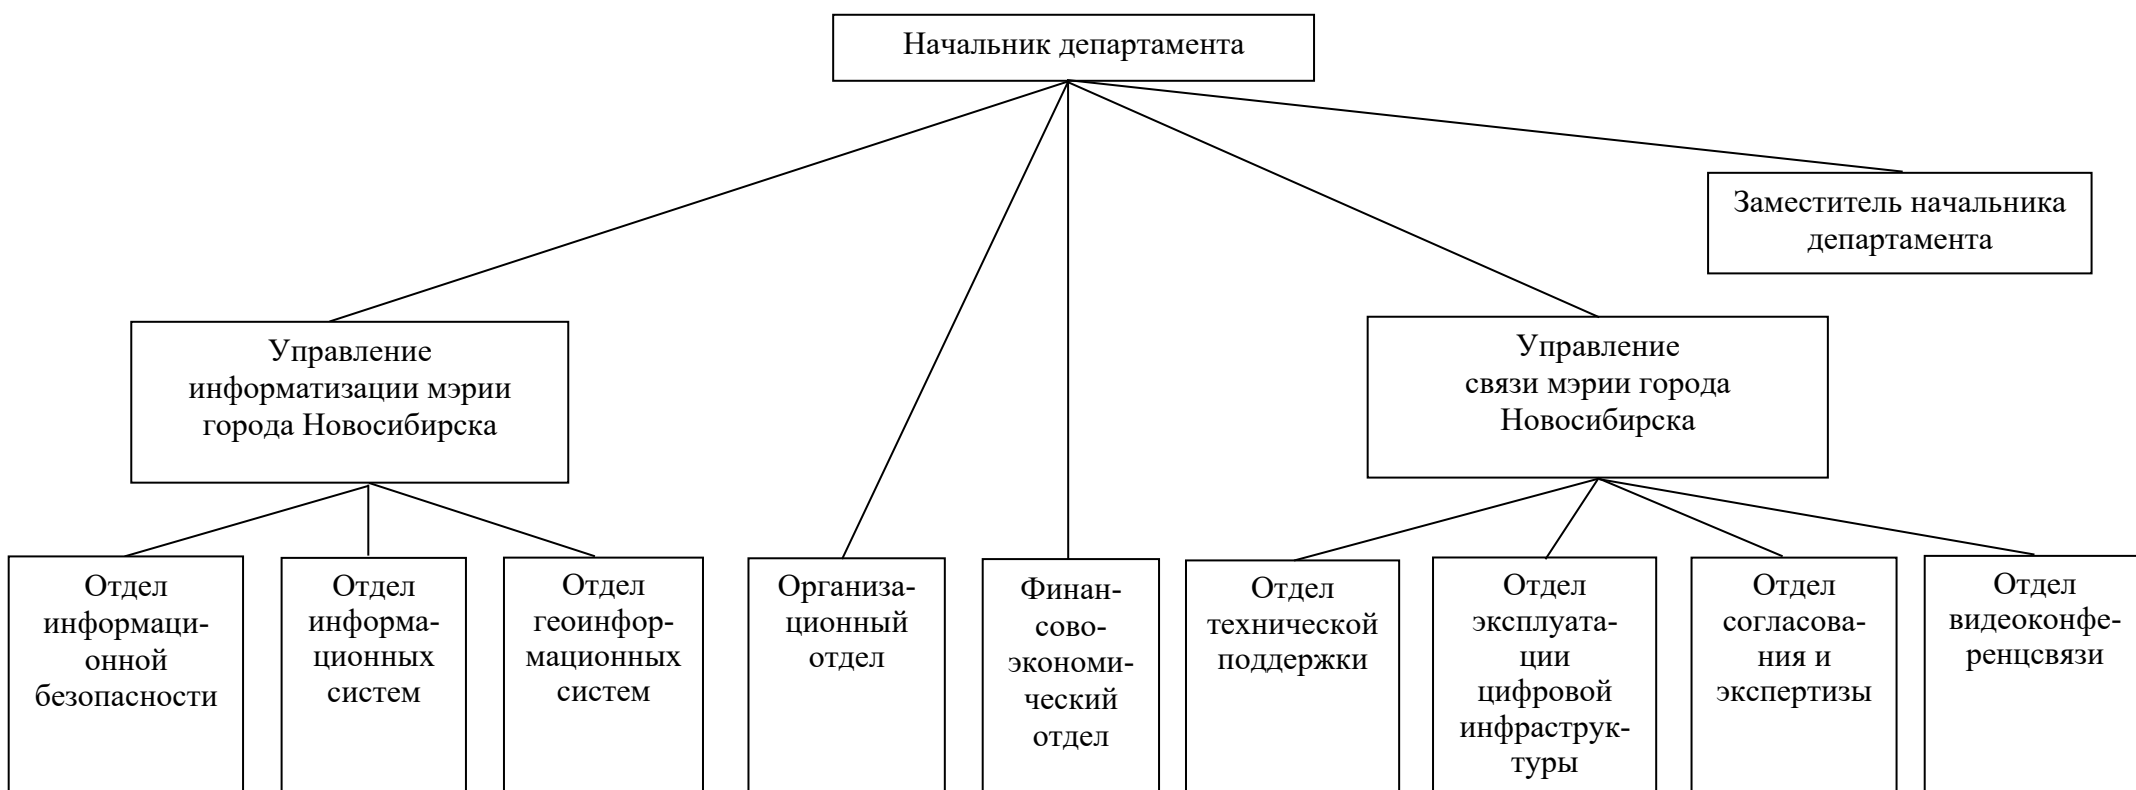 Начальник департамента
Заместитель начальника
департамента
Управление
информатизации мэрии
города Новосибирска
Управление
связи мэрии города
Новосибирска
Отдел
информаци-
онной
безопасности
Отдел
информа-
ционных
систем
Отдел
геоинфор-
мационных
систем
Организа-
ционный
отдел
Финан-
сово-
экономи-
ческий
отдел
Отдел
технической
поддержки
Отдел
эксплуата-
ции
цифровой
инфраструк-
туры
Отдел
согласова-
ния и
экспертизы
Отдел
видеоконфе-
ренцсвязи